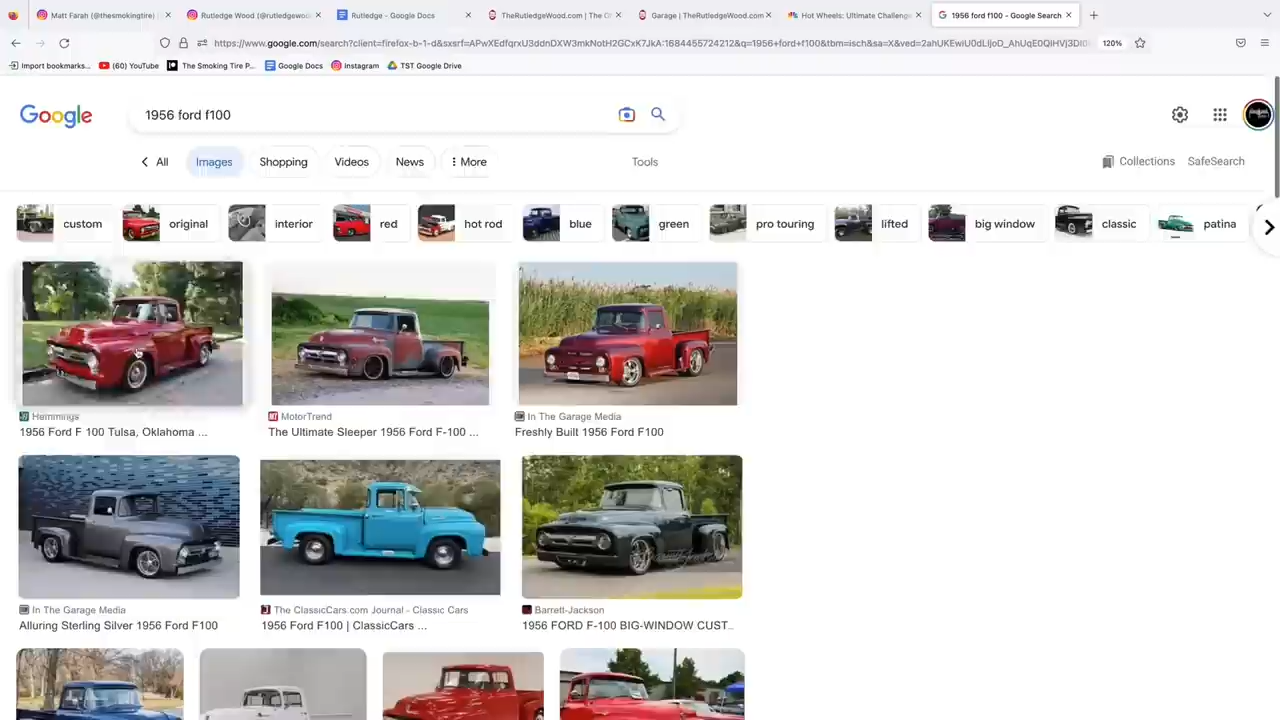 Matt Farah (@thesmokingtire)
Rutledge Wood (@rutledgewo
Rutledge - Google Docs
TheRutledgeWood.com | The O
Garage | TheRutledgeWood.com
Hot Wheels: Ultimate Challenge
1956 ford f100 - Google Search
120%
Import bookmarks...
(60) YouTube
The Smoking Tire P...
Google Docs
Instagram
TST Google Drive
Google
1956 ford f100
All
Images
Shopping
Videos
News
More
Tools
Collections
SafeSearch
custom
original
interior
red
hot rod
blue
green
pro touring
lifted
big window
classic
patina
Hemmings
MotorTrend
In The Garage Media
1956 Ford F 100 Tulsa, Oklahoma ...
The Ultimate Sleeper 1956 Ford F-100 ...
Freshly Built 1956 Ford F100
In The Garage Media
The ClassicCars.com Journal - Classic Cars
Barrett-Jackson
Alluring Sterling Silver 1956 Ford F100
1956 Ford F100 | ClassicCars ...
1956 FORD F-100 BIG-WINDOW CUST...